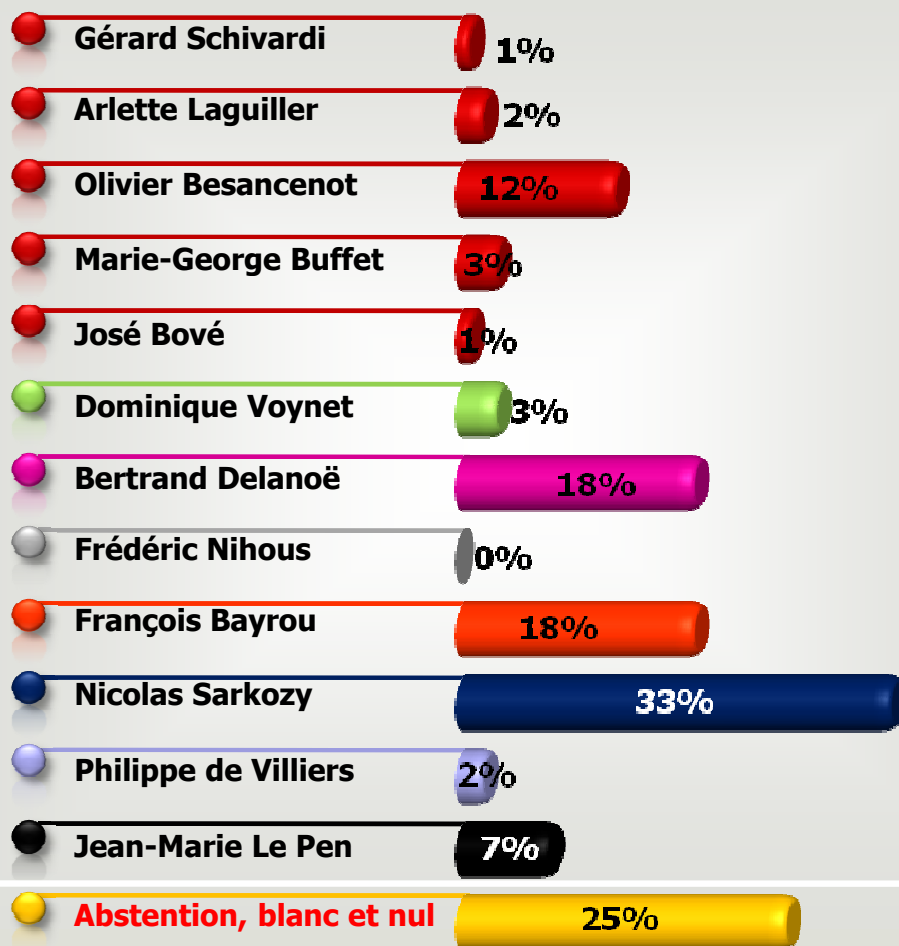 Gérard Schivardi 1%
Arlette Laguiller 2%
Olivier Besancenot 12%
Marie-George Buffet 3%
José Bové 1%
Dominique Voynet 3%
Bertrand Delanoë 18%
Frédéric Nihous 0%
François Bayrou 18%
Nicolas Sarkozy 33%
Philippe de Villiers 2%
Jean-Marie Le Pen 7%
Abstention, blanc et nul 25%